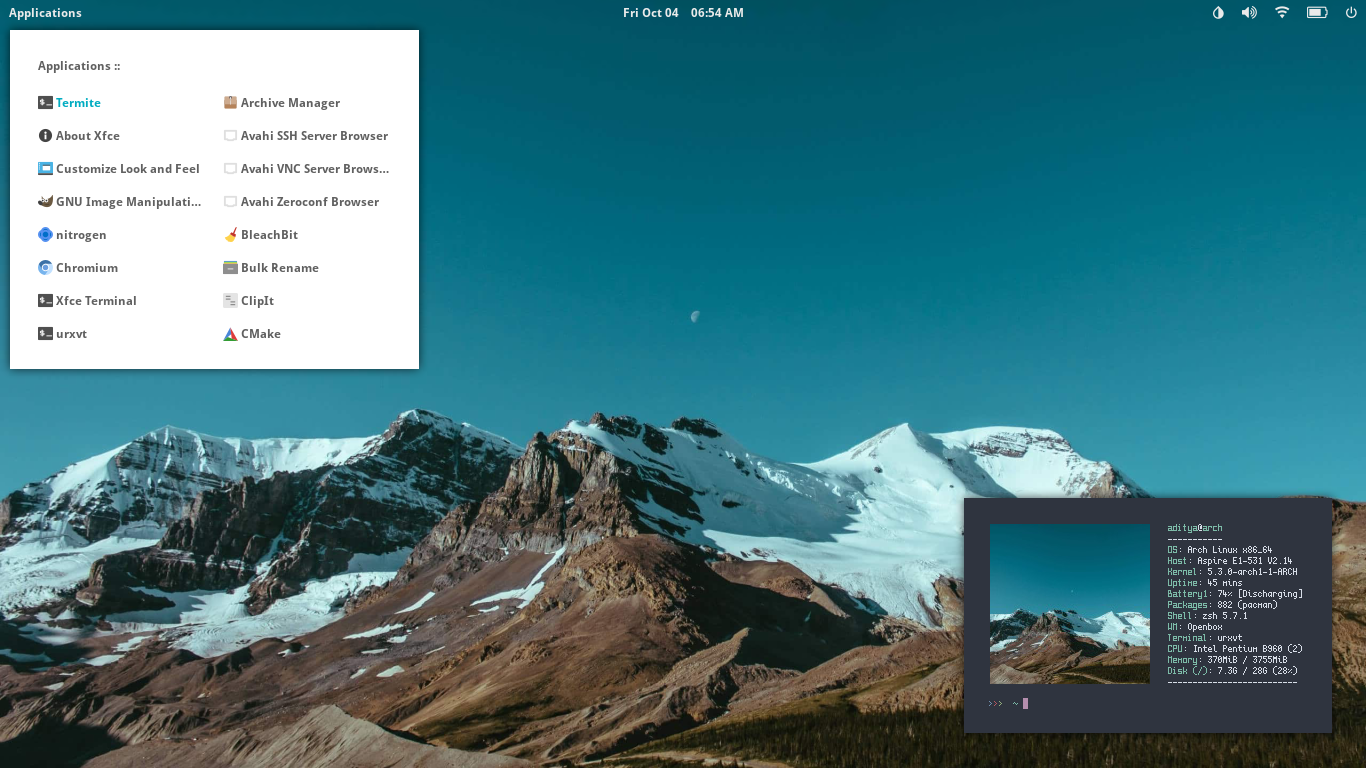 Applications
Fri Oct 04 06:54 AM
Applications ::
Termite
Archive Manager
About Xfce
Avahi SSH Server Browser
Customize Look and Feel
Avahi VNC Server Brows...
GNU Image Manipulati...
Avahi Zeroconf Browser
nitrogen
BleachBit
Chromium
Bulk Rename
Xfce Terminal
ClipIt
urxvt
CMake
aditya@arch
-----------
OS: Arch Linux x86_64
Host: Aspire E1-531 V2.14
Kernel: 5.3.0-arch1-1-ARCH
Uptime: 45 mins
Battery1: 74% [Discharging]
Packages: 882 (pacman)
Shell: zsh 5.7.1
WM: Openbox
Terminal: urxvt
CPU: Intel Pentium B960 (2)
Memory: 370MiB / 3755MiB
Disk (/): 7.3G / 28G (28%)
--------------------------
>>> ~